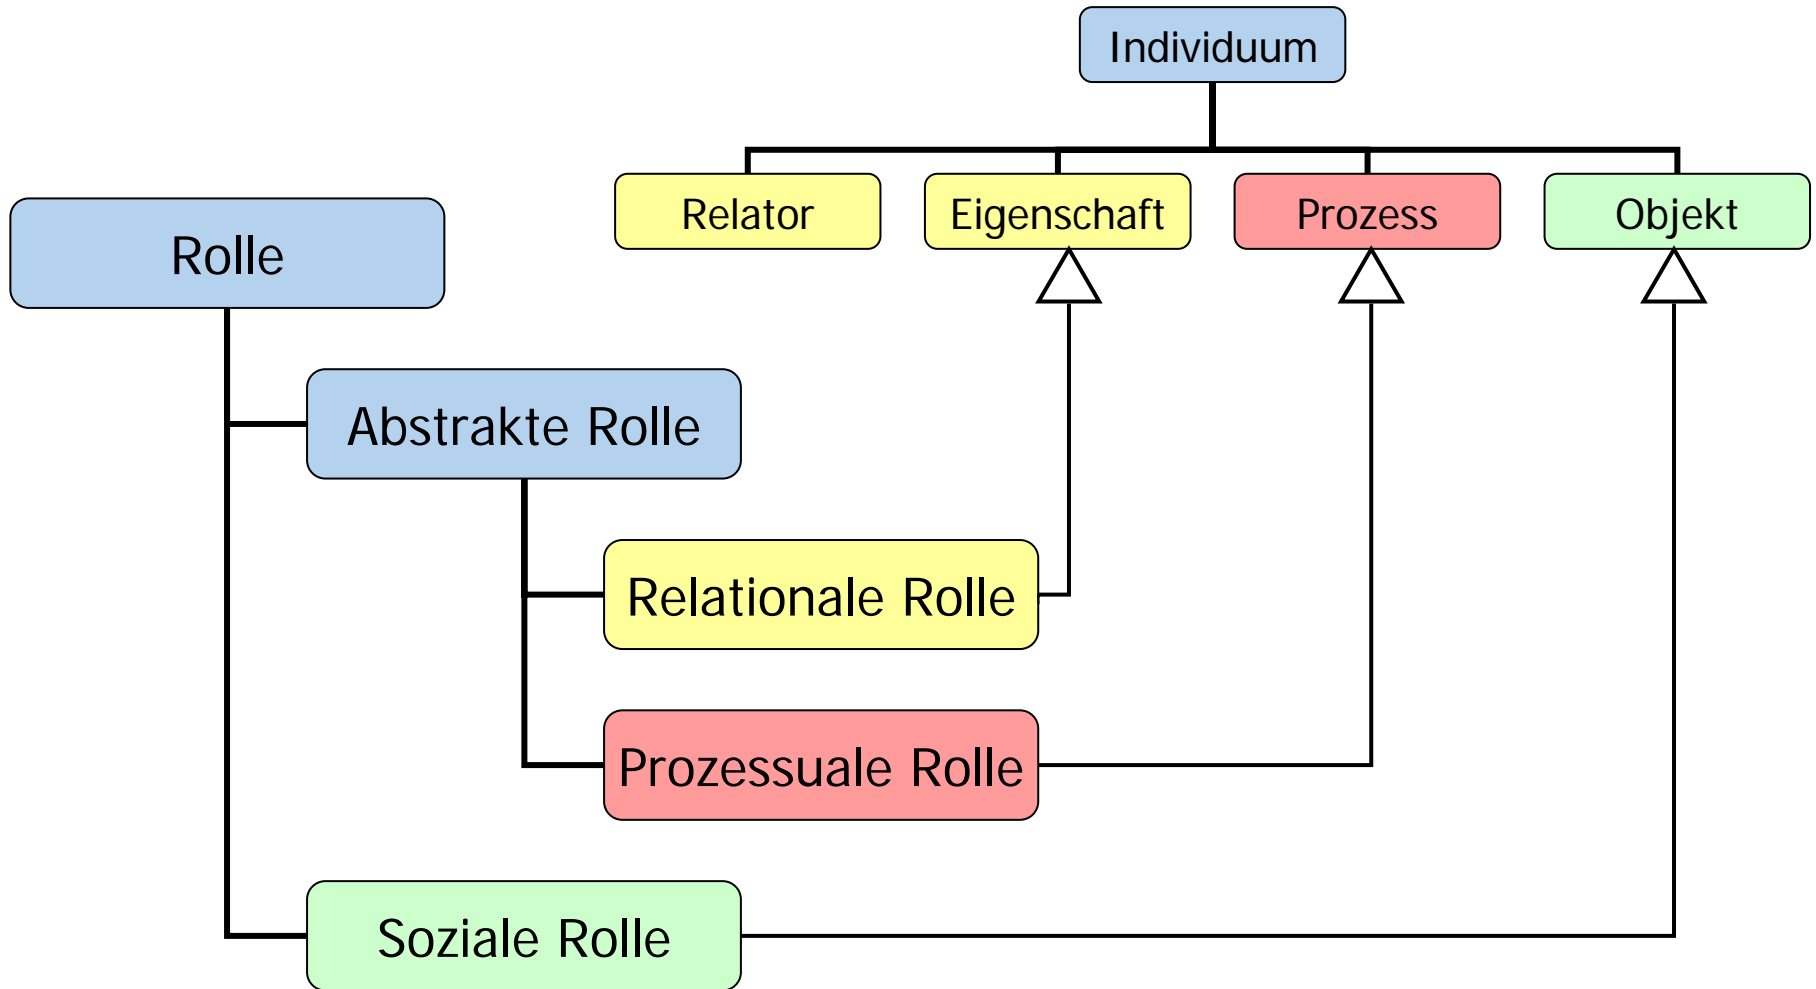 Individuum
Relator
Eigenschaft
Prozess
Objekt
Rolle
Abstrakte Rolle
Relationale Rolle
Prozessuale Rolle
Soziale Rolle